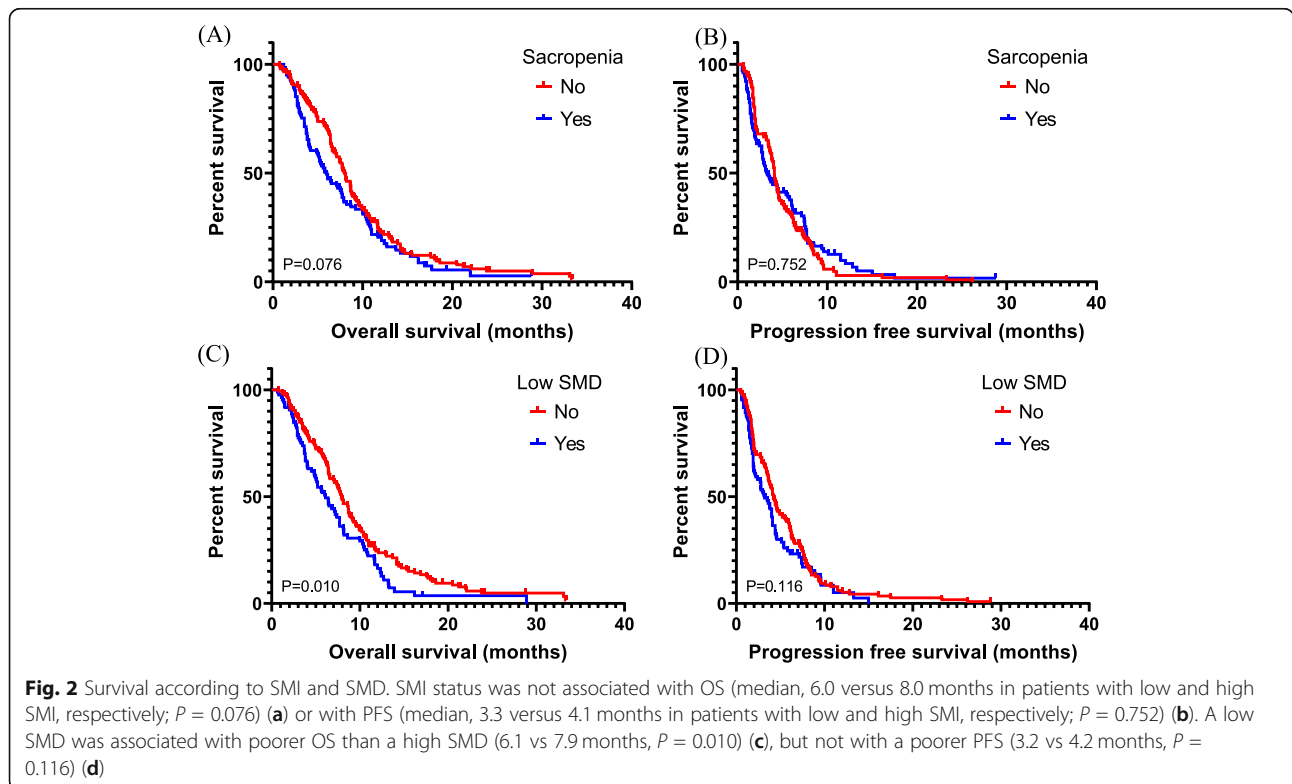 (A)
Sacropenia
No
Yes
Percent survival
100
50
0
P=0.076
0 10 20 30 40
Overall survival (months)
(B)
Sarcopenia
No
Yes
Percent survival
100
50
0
P=0.752
0 10 20 30 40
Progression free survival (months)
(C)
Low SMD
No
Yes
Percent survival
100
50
0
P=0.010
0 10 20 30 40
Overall survival (months)
(D)
Low SMD
No
Yes
Percent survival
100
50
0
P=0.116
0 10 20 30 40
Progression free survival (months)
Fig. 2 Survival according to SMI and SMD. SMI status was not associated with OS (median, 6.0 versus 8.0 months in patients with low and high
SMI, respectively; P = 0.076) (a) or with PFS (median, 3.3 versus 4.1 months in patients with low and high SMI, respectively; P = 0.752) (b). A low
SMD was associated with poorer OS than a high SMD (6.1 vs 7.9 months, P = 0.010) (c), but not with a poorer PFS (3.2 vs 4.2 months, P =
0.116) (d)